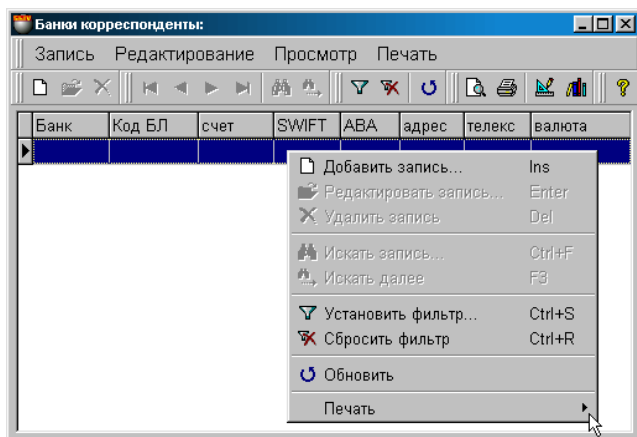 Банки корреспонденты:
Запись Редактирование Просмотр Печать
Банк Код БЛ счет SWIFT ABA адрес телекс валюта
Добавить запись... Ins
Редактировать запись... Enter
Удалить запись Del
Искать запись... Ctrl+F
Искать далее F3
Установить фильтр... Ctrl+S
Сбросить фильтр Ctrl+R
Обновить
Печать